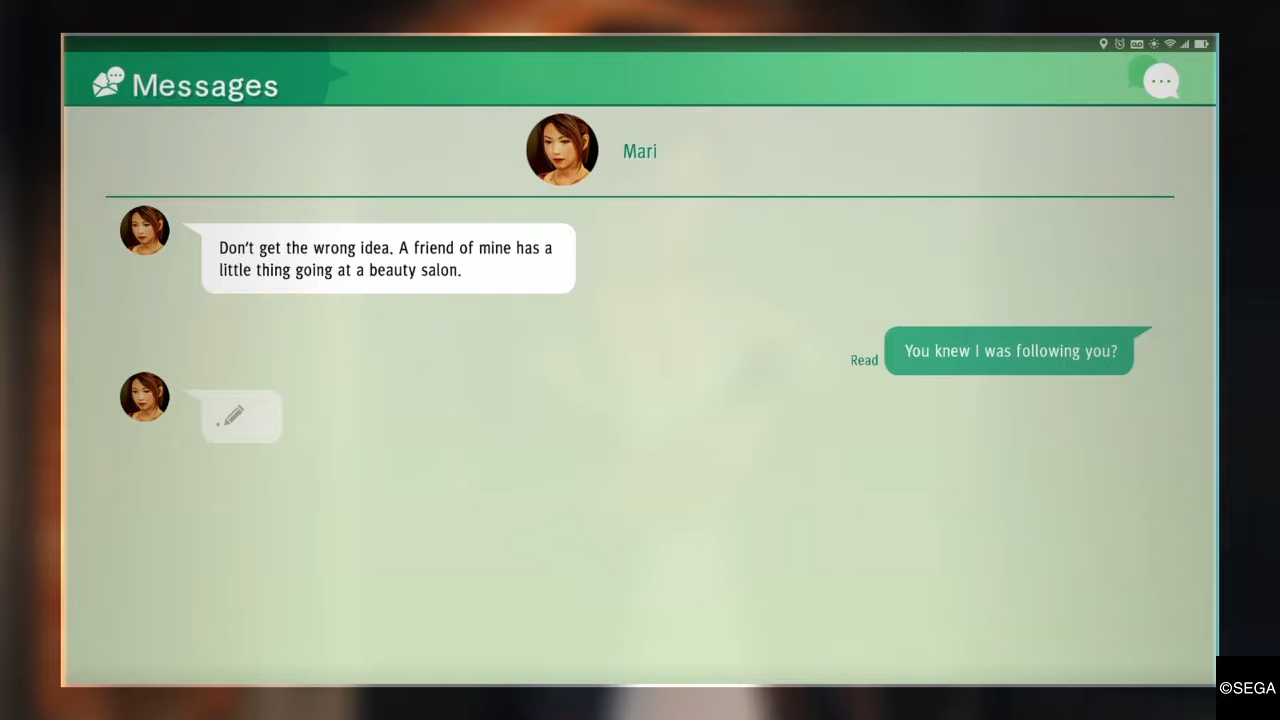 Messages
Mari
Don't get the wrong idea. A friend of mine has a
little thing going at a beauty salon.
You knew I was following you?
Read
©SEGA